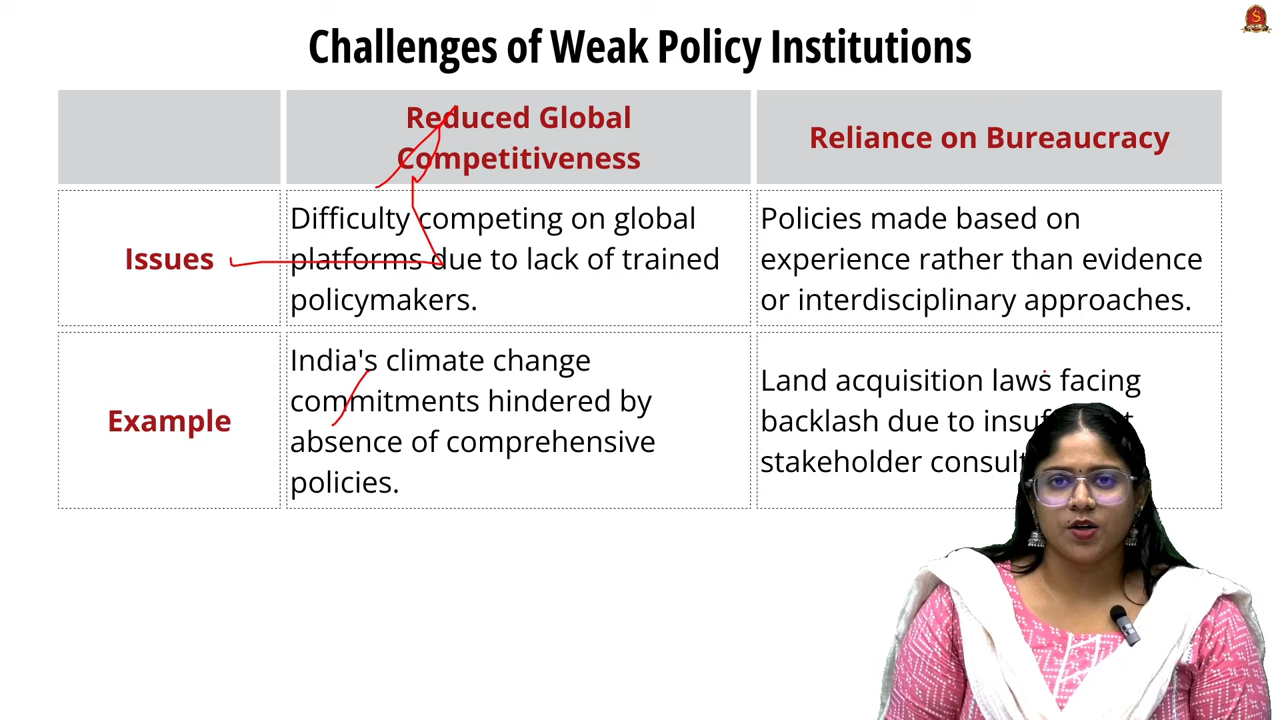 Challenges of Weak Policy Institutions
Reduced Global
Competitiveness
Reliance on Bureaucracy
Issues
Difficulty competing on global
platforms due to lack of trained
policymakers.
Policies made based on
experience rather than evidence
or interdisciplinary approaches.
Example
India's climate change
commitments hindered by
absence of comprehensive
policies.
Land acquisition laws facing
backlash due to
stakeholder